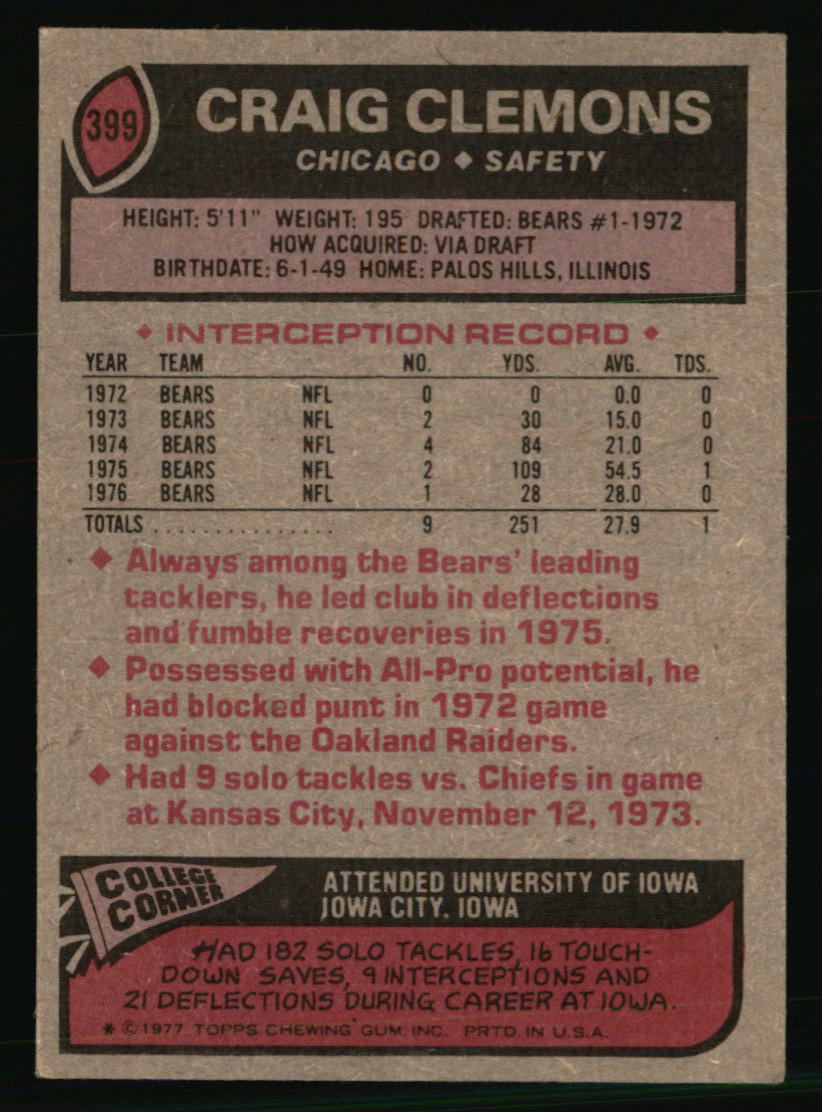 399
CRAIG CLEMONS
CHICAGO ◆ SAFETY
HEIGHT: 5'11" WEIGHT: 195 DRAFTED: BEARS #1-1972
HOW ACQUIRED: VIA DRAFT
BIRTHDATE: 6-1-49 HOME: PALOS HILLS, ILLINOIS
◆ INTERCEPTION RECORD ◆
YEAR TEAM NO. YDS. AVG. TDS.
1972 BEARS NFL 0 0 0.0 0
1973 BEARS NFL 2 30 15.0 0
1974 BEARS NFL 4 84 21.0 0
1975 BEARS NFL 2 109 54.5 1
1976 BEARS NFL 1 28 28.0 0
TOTALS ................ 9 251 27.9 1
◆ Always among the Bears' leading
tacklers, he led club in deflections
and fumble recoveries in 1975.
◆ Possessed with All-Pro potential, he
had blocked punt in 1972 game
against the Oakland Raiders.
◆ Had 9 solo tackles vs. Chiefs in game
at Kansas City, November 12, 1973.
COLLEGE
CORNER
ATTENDED UNIVERSITY OF IOWA
IOWA CITY, IOWA
HAD 182 SOLO TACKLES, 16 TOUCH-
DOWN SAVES, 9 INTERCEPTIONS AND
21 DEFLECTIONS DURING CAREER AT IOWA.
* © 1977 TOPPS CHEWING GUM, INC. PRTD. IN U.S.A.